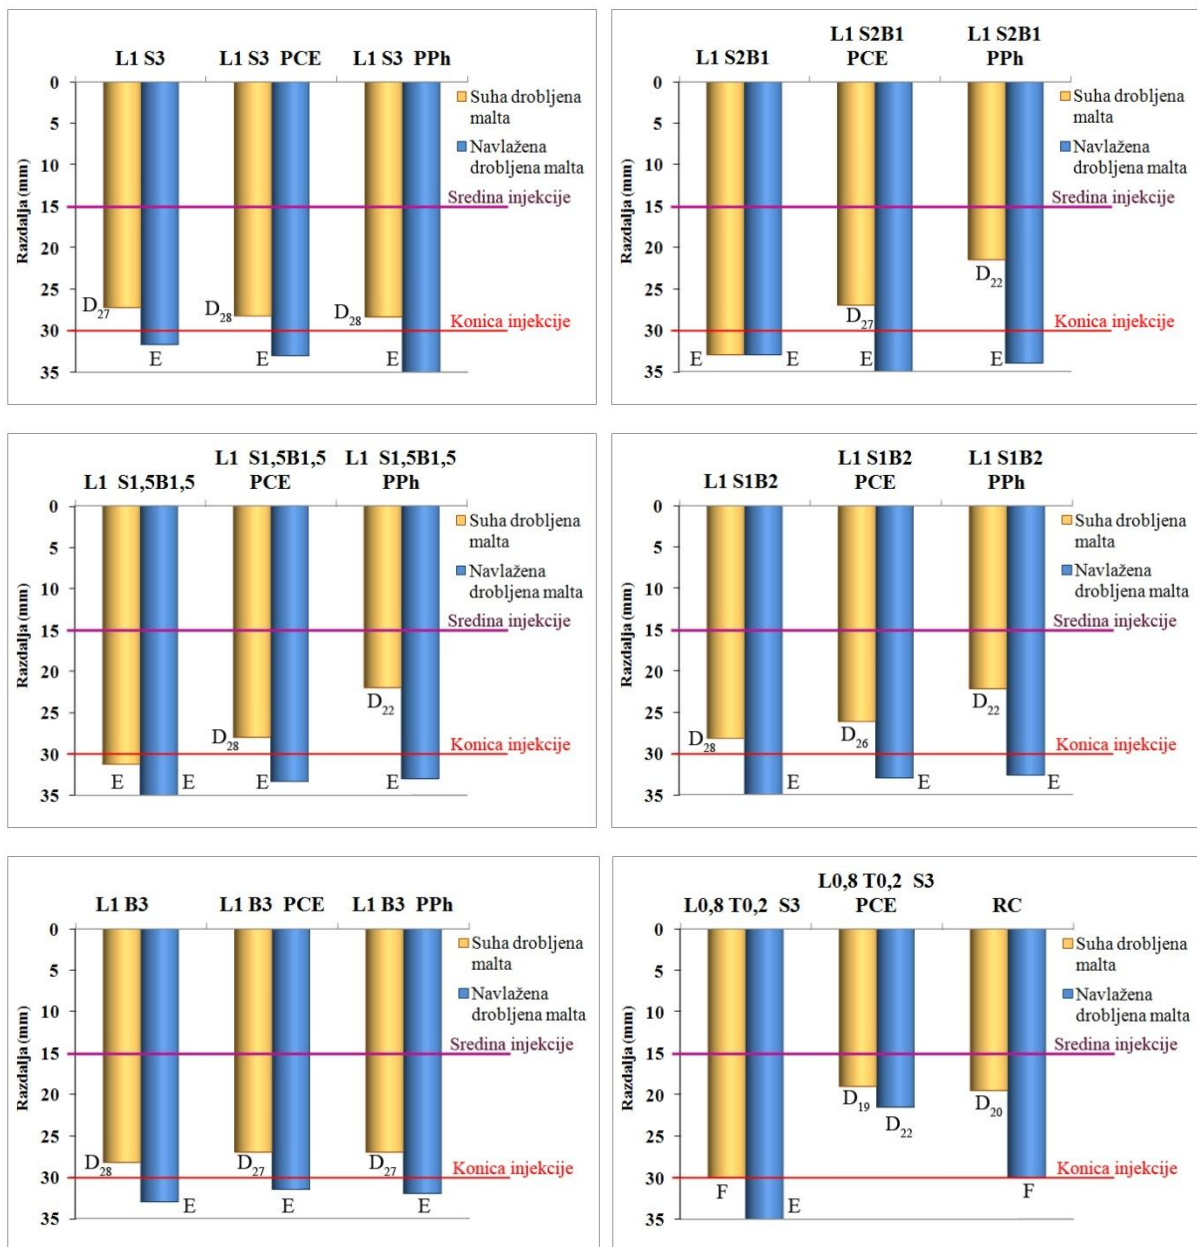 L1 S3
L1 S3 PCE
L1 S3 PPh
0
5
10
15
20
25
30
35
Razdalja (mm)
Suha drobljena
malta
Navlažena
drobljena malta
Sredina injekcije
Konica injekcije
D27
E
D28
E
D28
E
L1 S2B1
L1 S2B1
PCE
L1 S2B1
PPh
0
5
10
15
20
25
30
35
Razdalja (mm)
Suha drobljena
malta
Navlažena
drobljena malta
Sredina injekcije
Konica injekcije
E
E
D27
E
D22
E
L1 S1,5B1,5
L1 S1,5B1,5
PCE
L1 S1,5B1,5
PPh
0
5
10
15
20
25
30
35
Razdalja (mm)
Suha drobljena
malta
Navlažena
drobljena malta
Sredina injekcije
Konica injekcije
E
E
D28
E
D22
E
L1 S1B2
L1 S1B2
PCE
L1 S1B2
PPh
0
5
10
15
20
25
30
35
Razdalja (mm)
Suha drobljena
malta
Navlažena
drobljena malta
Sredina injekcije
Konica injekcije
D28
E
D26
E
D22
E
L1 B3
L1 B3 PCE
L1 B3 PPh
0
5
10
15
20
25
30
35
Razdalja (mm)
Suha drobljena
malta
Navlažena
drobljena malta
Sredina injekcije
Konica injekcije
D28
E
D27
E
D27
E
L0,8 T0,2 S3
L0,8 T0,2 S3
PCE
RC
0
5
10
15
20
25
30
35
Razdalja (mm)
Suha drobljena
malta
Navlažena
drobljena malta
Sredina injekcije
Konica injekcije
F
E
D19
D22
D20
F